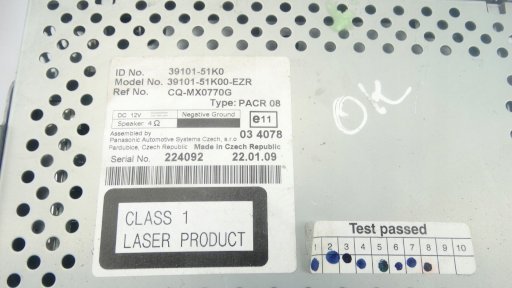 ID No. 39101-51K0
Model No. 39101-51K00-EZR
Ref No. CQ-MX0770G
Type: PACR 08
DC 12V Negative Ground
Speaker: 4 Ω
e11
03 4078
Assembled by
Panasonic Automotive Systems Czech, s.r.o
Pardubice, Czech Republic Made in Czech Republic
Serial No. 224092 22.01.09
CLASS 1
LASER PRODUCT
OK
Test passed
1 2 3 4 5 6 7 8 9 10